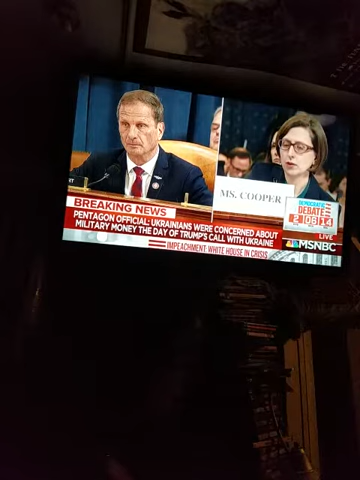 MS. COOPER
BREAKING NEWS
PENTAGON OFFICIAL: UKRAINIANS WERE CONCERNED ABOUT
MILITARY MONEY THE DAY OF TRUMP'S CALL WITH UKRAINE
IMPEACHMENT: WHITE HOUSE IN CRISIS
DEMOCRATIC
DEBATE
LIVE
MSNBC